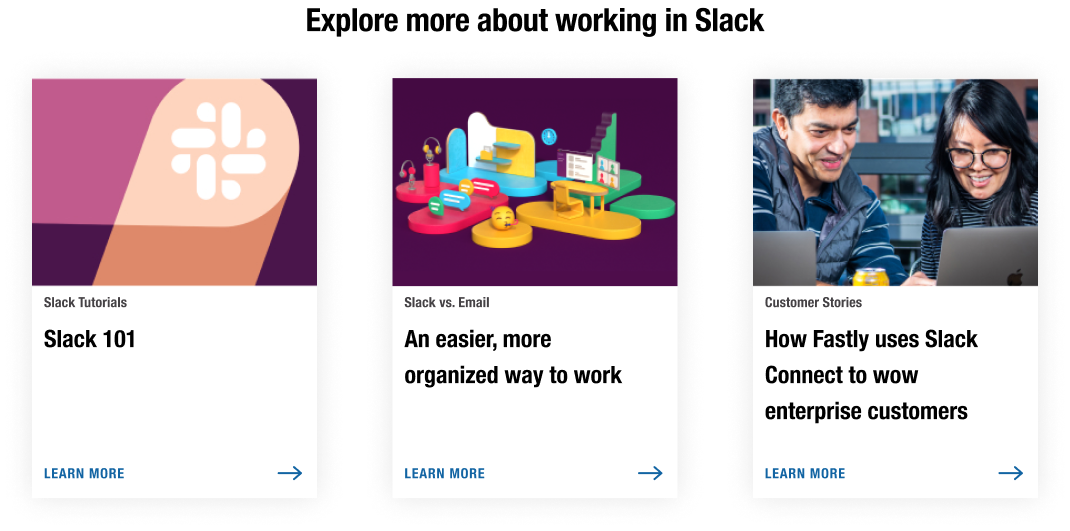 Explore more about working in Slack
Slack Tutorials
Slack 101
LEARN MORE
Slack vs. Email
An easier, more
organized way to work
LEARN MORE
Customer Stories
How Fastly uses Slack
Connect to wow
enterprise customers
LEARN MORE